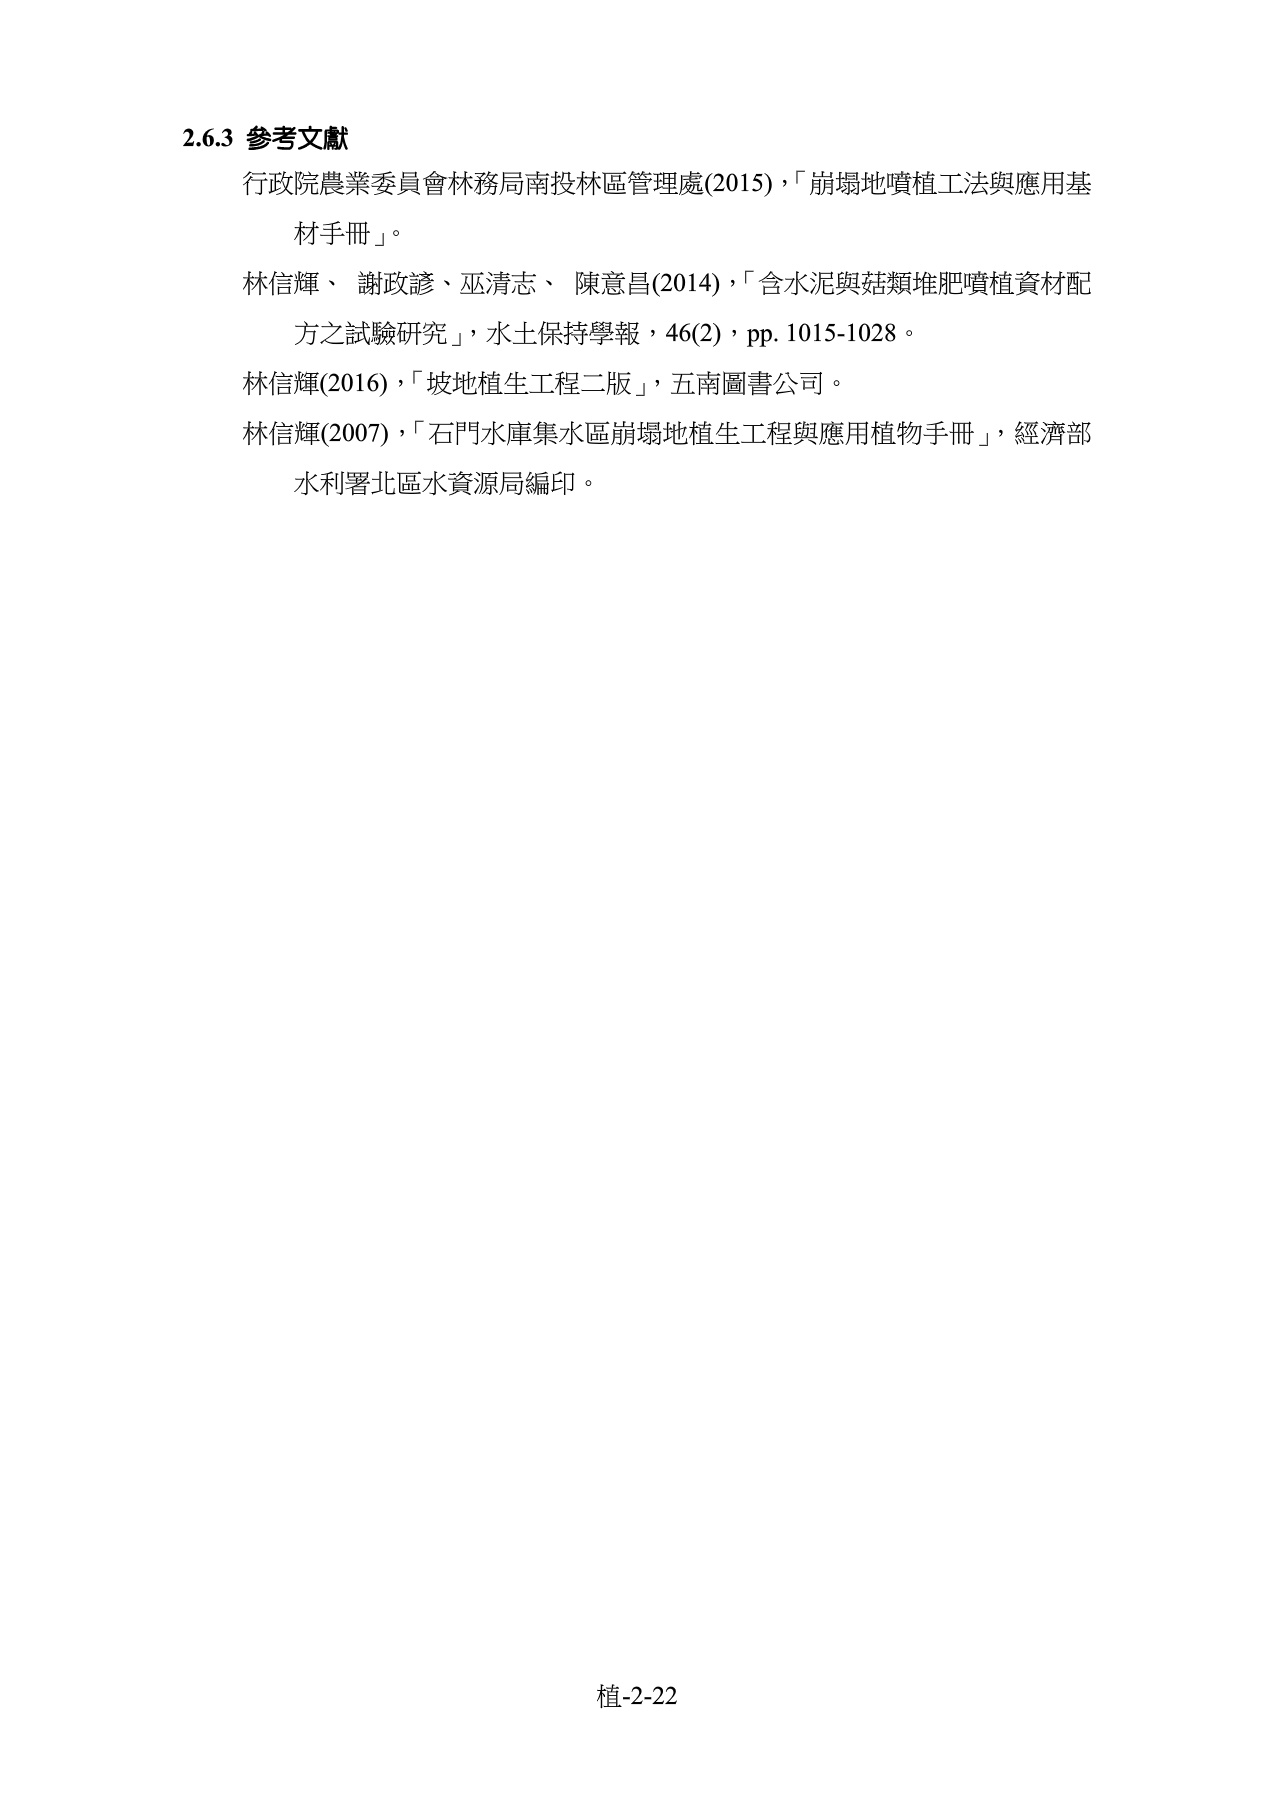 2.6.3 參考文獻
行政院農業委員會林務局南投林區管理處(2015)，「崩塌地噴植工法與應用基
材手冊」。
林信輝、 謝政諺、巫清志、 陳意昌(2014)，「含水泥與菇類堆肥噴植資材配
方之試驗研究」，水土保持學報，46(2)，pp. 1015-1028。
林信輝(2016)，「坡地植生工程二版」，五南圖書公司。
林信輝(2007)，「石門水庫集水區崩塌地植生工程與應用植物手冊」，經濟部
水利署北區水資源局編印。
植-2-22